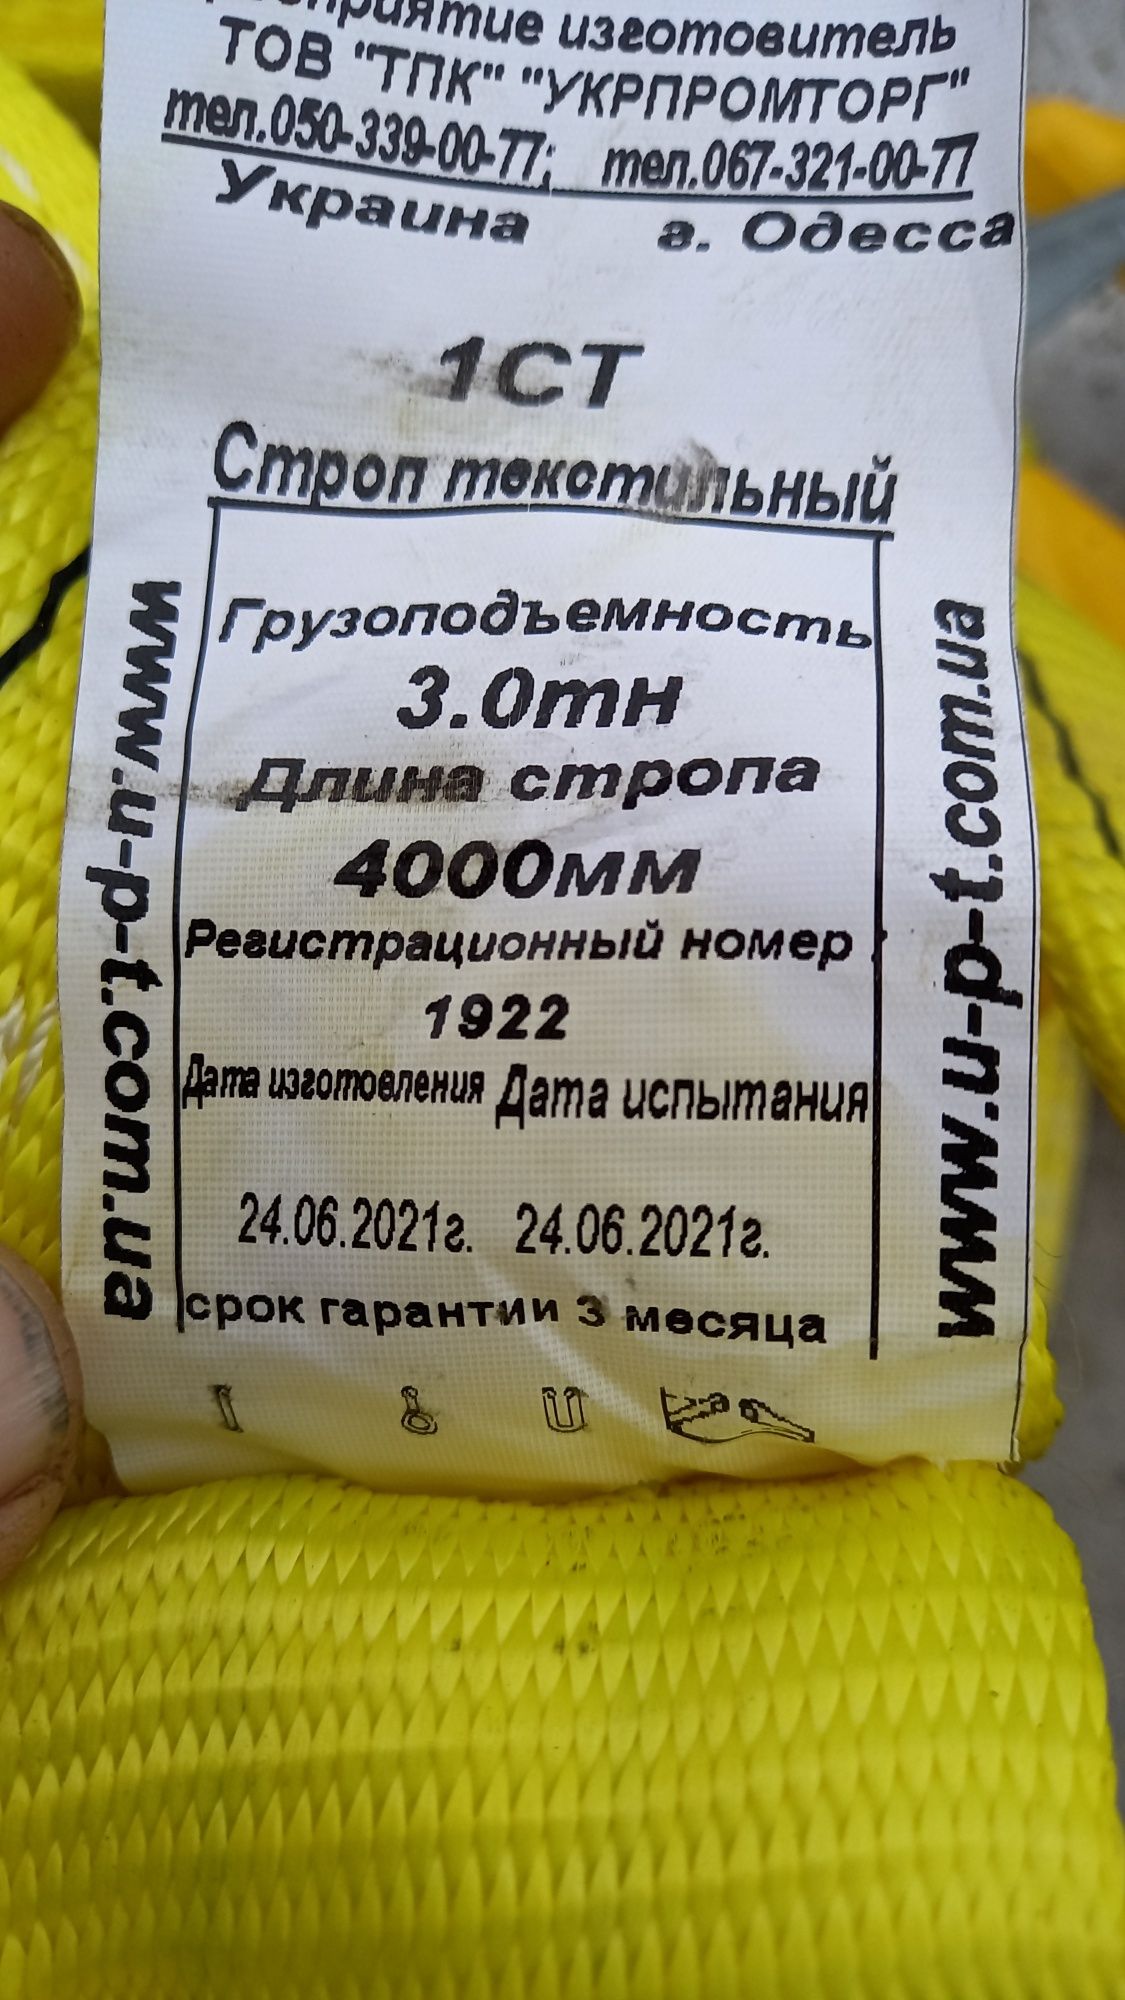 изготовитель
ТОВ "ТПК" "УКРПРОМТОРГ"
тел.050-339-00-77; тел.067-321-00-77
Украина г. Одесса
1СТ
Строп текстильный
Грузоподъемность
3.0тн
Длина стропа
4000мм
Регистрационный номер :
1922
Дата изготовления Дата испытания
24.06.2021г. 24.06.2021г.
срок гарантии 3 месяца
www.u-p-t.com.ua
www.u-p-t.com.ua